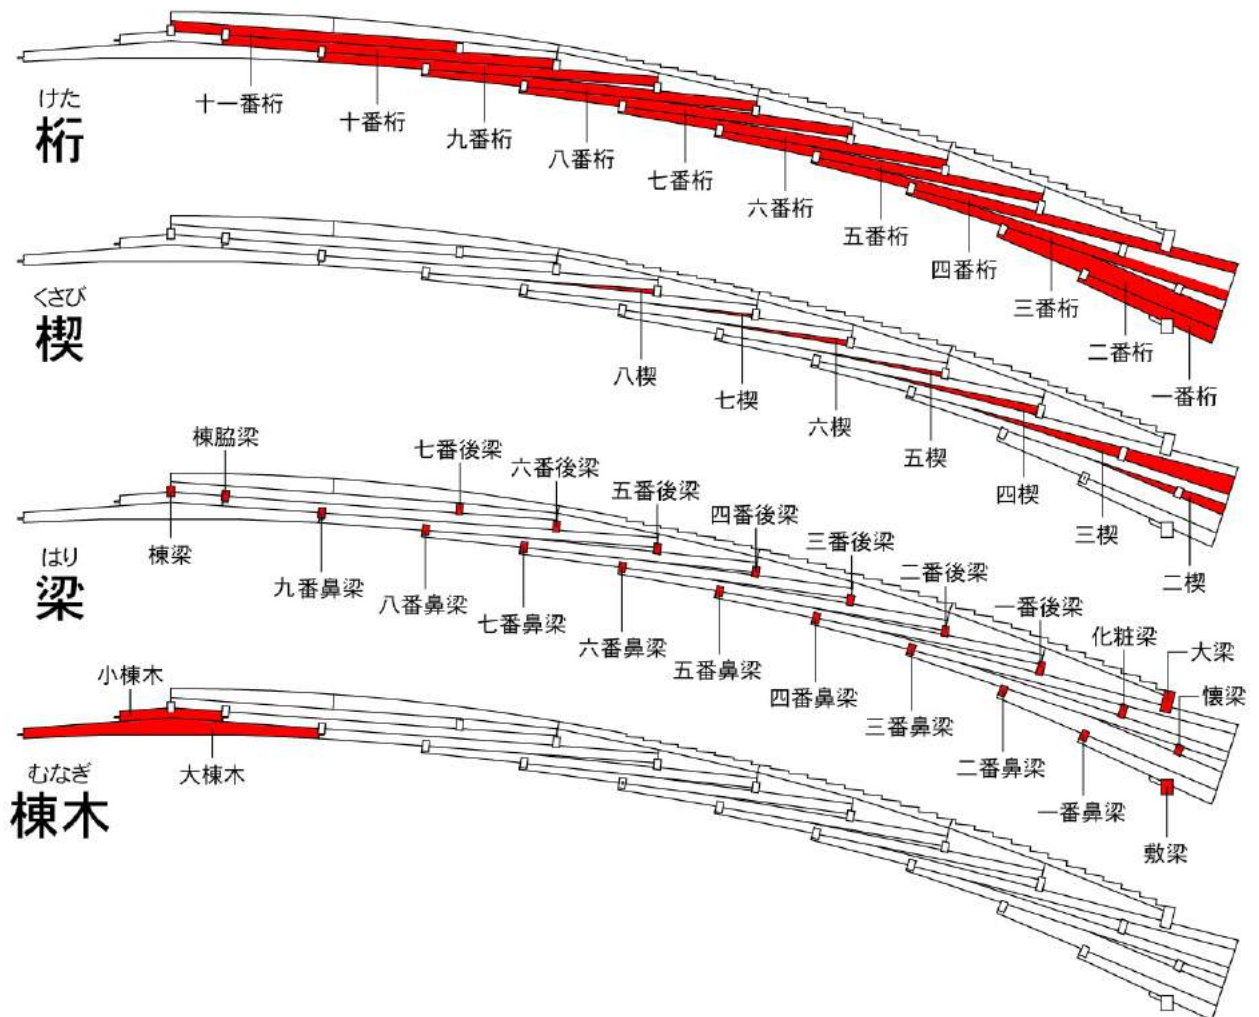 けた
桁
十一番桁
十番桁
九番桁
八番桁
七番桁
六番桁
五番桁
四番桁
三番桁
二番桁
一番桁
くさび
楔
八楔
七楔
六楔
五楔
四楔
三楔
二楔
はり
梁
棟脇梁
七番後梁
六番後梁
五番後梁
四番後梁
三番後梁
二番後梁
一番後梁
化粧梁
大梁
懐梁
棟梁
九番鼻梁
八番鼻梁
七番鼻梁
六番鼻梁
五番鼻梁
四番鼻梁
三番鼻梁
二番鼻梁
一番鼻梁
敷梁
むなぎ
棟木
小棟木
大棟木